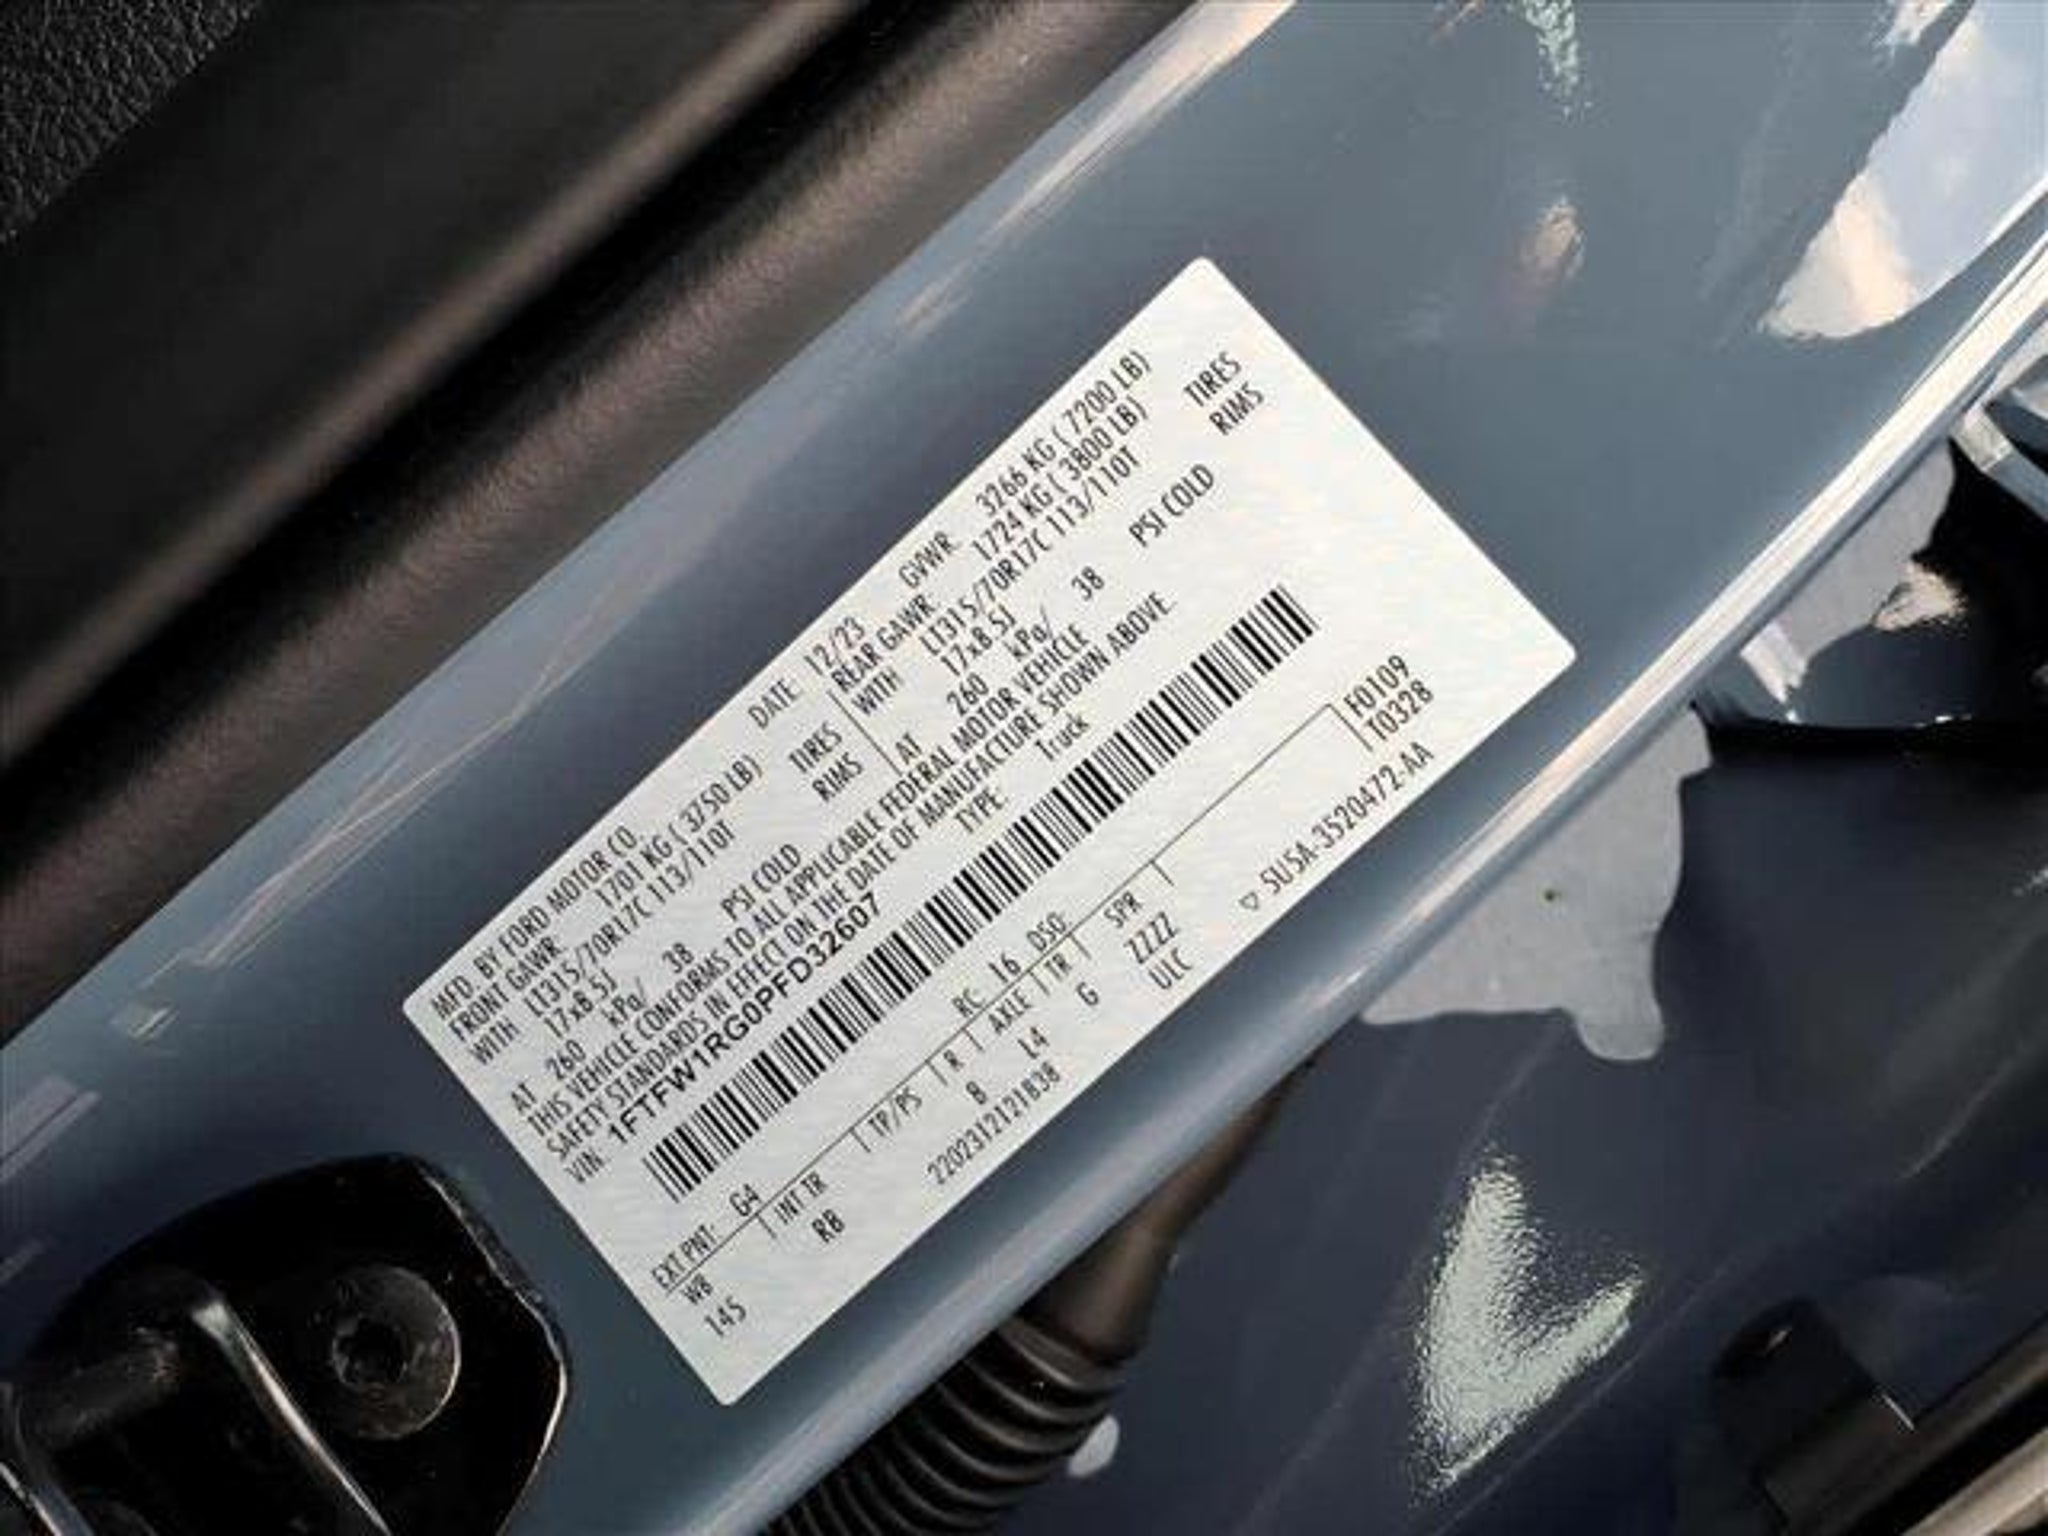 MFD. BY FORD MOTOR CO. DATE: 12/23 GVWR: 3266 KG ( 7200 LB)
FRONT GAWR: 1701 KG ( 3750 LB) REAR GAWR: 1724 KG ( 3800 LB)
WITH LT315/70R17C 113/110T TIRES WITH LT315/70R17C 113/110T TIRES
17x8.5J RIMS 17x8.5J RIMS
AT 260 kPa/ 38 PSI COLD AT 260 kPa/ 38 PSI COLD
THIS VEHICLE CONFORMS TO ALL APPLICABLE FEDERAL MOTOR VEHICLE
SAFETY STANDARDS IN EFFECT ON THE DATE OF MANUFACTURE SHOWN ABOVE.
VIN: 1FTFW1RG0PFD32607 TYPE: Truck
F0109
EXT PNT: G4 RC: 16 DSO: T0328
WB INT TR TP/PS R AXLE TR SPR
145 RB 8 L4 G ZZZZ
22023121121838 ULC ▽ SU5A-3520472-AA